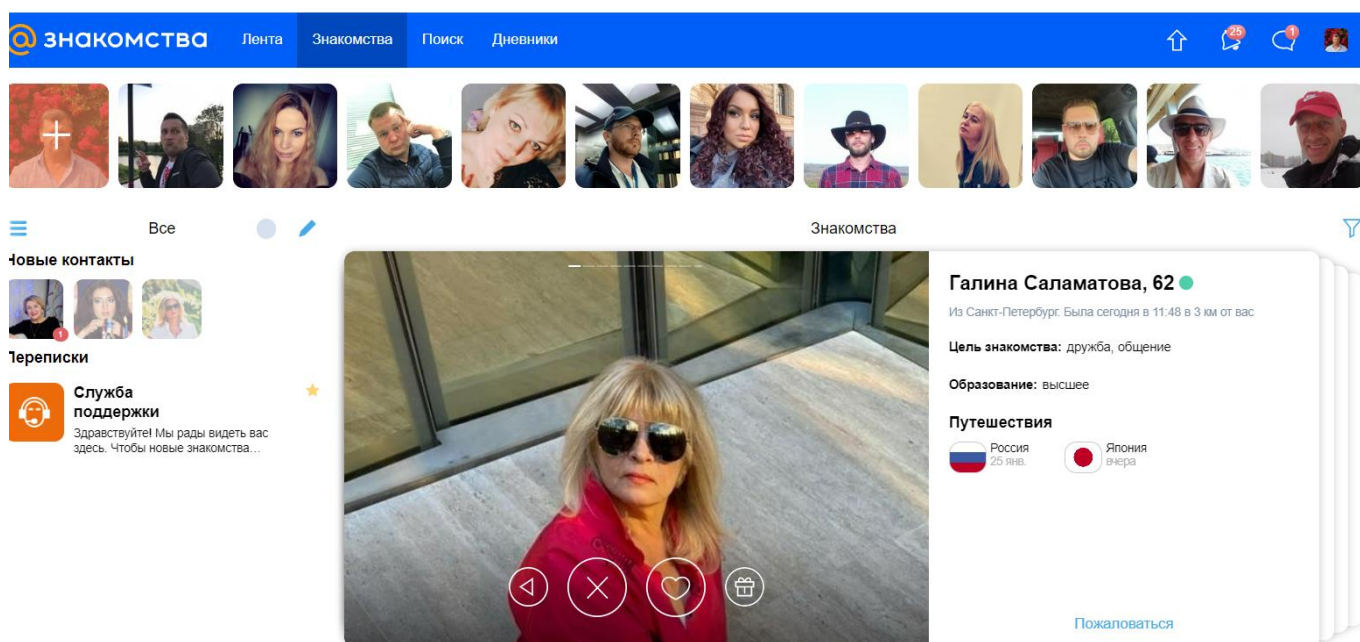 @ знакомства
Лента
Знакомства
Поиск
Дневники
25
1
Все
Знакомства
Новые контакты
1
Переписки
Служба
поддержки
Здравствуйте! Мы рады видеть вас
здесь. Чтобы новые знакомства...
Галина Саламатова, 62
Из Санкт-Петербург. Была сегодня в 11:48 в 3 км от вас
Цель знакомства: дружба, общение
Образование: высшее
Путешествия
Россия
25 янв.
Япония
вчера
Пожаловаться